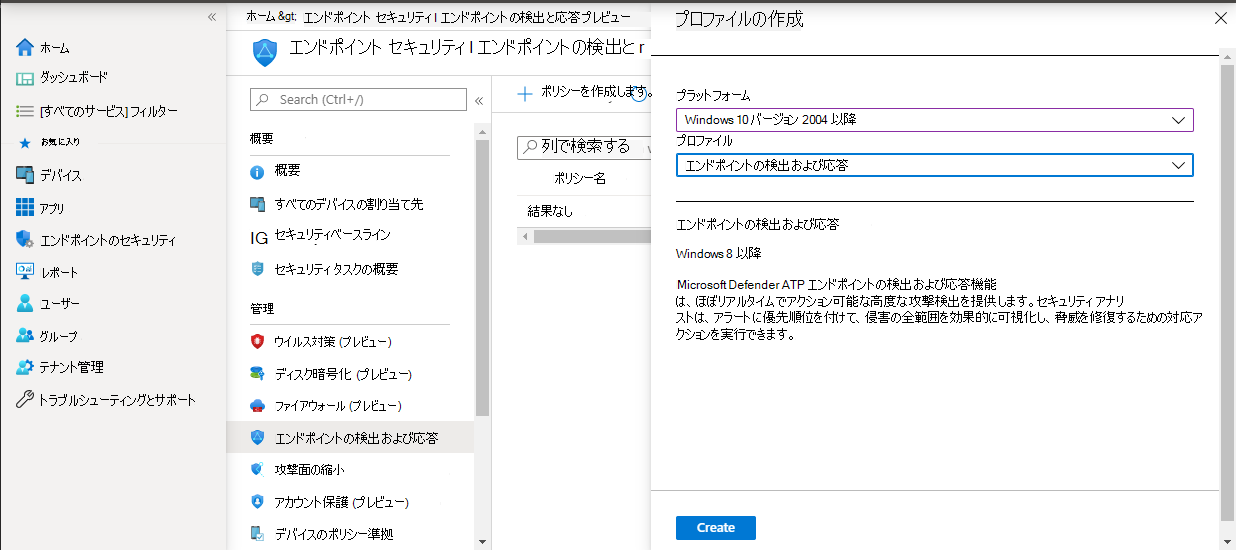 ホーム &gt; エンドポイント セキュリティ | エンドポイントの検出と応答プレビュー
エンドポイント セキュリティ | エンドポイントの検出と r
ホーム
ダッシュボード
[すべてのサービス] フィルター
お気に入り
デバイス
アプリ
エンドポイントのセキュリティ
レポート
ユーザー
グループ
テナント管理
トラブルシューティングとサポート
Search (Ctrl+/)
概要
概要
すべてのデバイスの割り当て先
IG セキュリティベースライン
セキュリティ タスクの概要
管理
ウイルス対策 (プレビュー)
ディスク暗号化 (プレビュー)
ファイアウォール (プレビュー)
エンドポイントの検出および応答
攻撃面の縮小
アカウント保護 (プレビュー)
デバイスのポリシー準拠
ポリシーを作成します。
列で検索する
ポリシー名
結果なし
プロファイルの作成
プラットフォーム
Windows 10 バージョン 2004 以降
プロファイル
エンドポイントの検出および応答
エンドポイントの検出および応答
Windows 8 以降
Microsoft Defender ATP エンドポイントの検出および応答機能
は、ほぼリアルタイムでアクション可能な高度な攻撃検出を提供します。セキュリティ アナリ
ストは、アラートに優先順位を付けて、侵害の全範囲を効果的に可視化し、脅威を修復するための対応ア
クションを実行できます。
Create